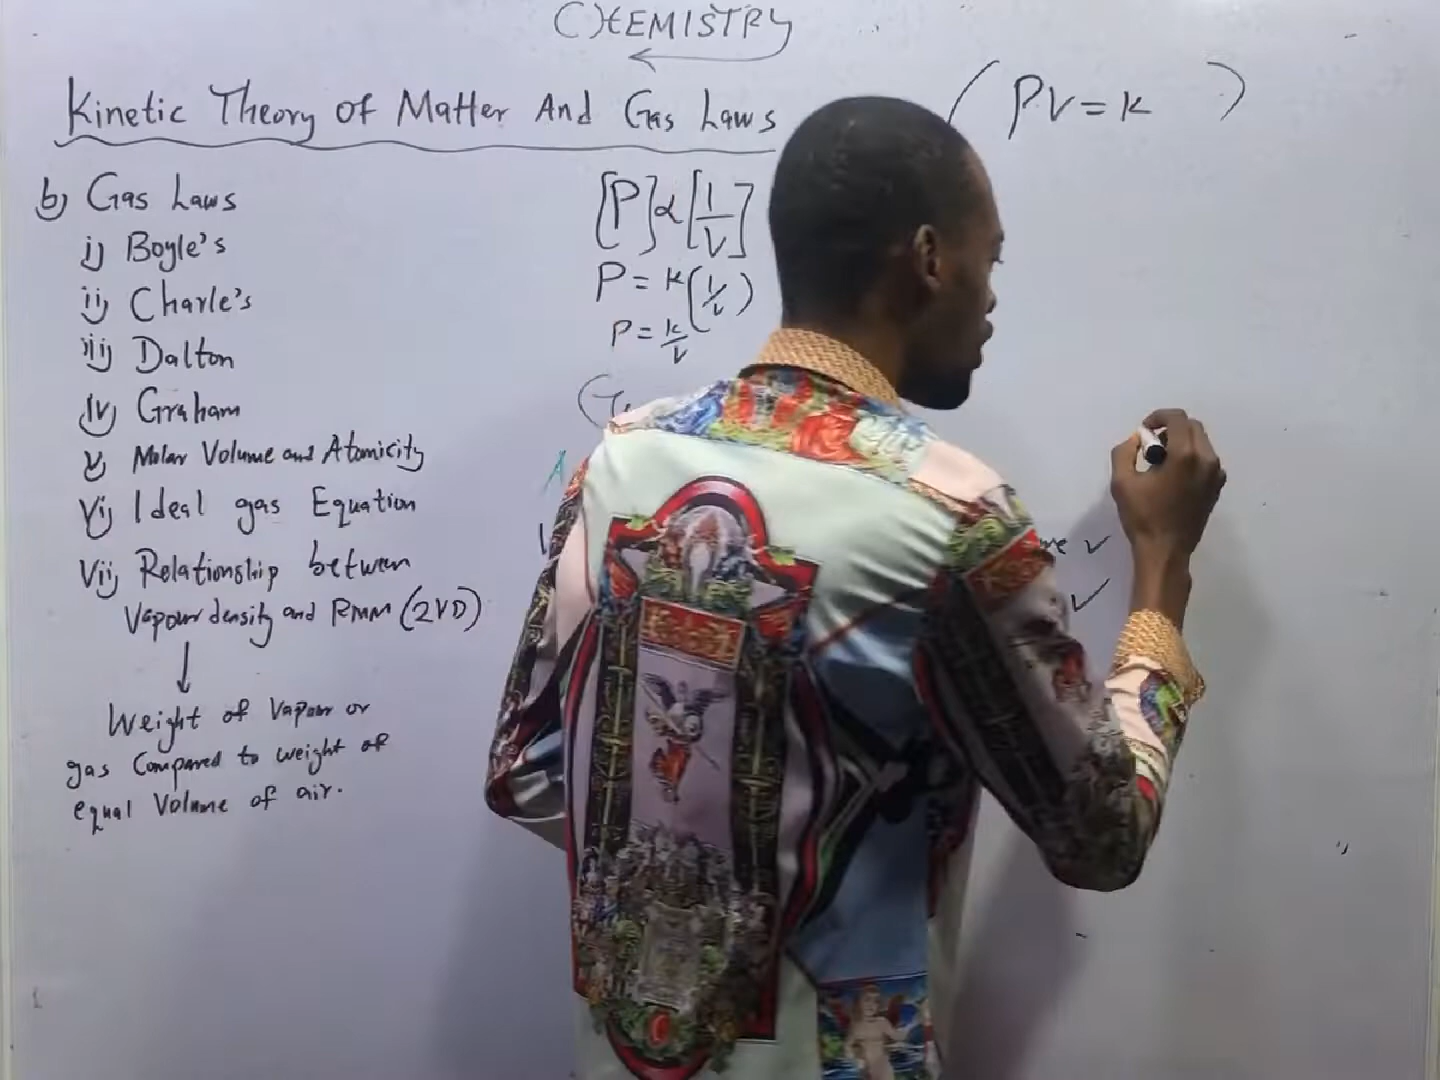 CHEMISTRY
Kinetic Theory Of Matter And Gas Laws
b) Gas Laws
i) Boyle's
ii) Charle's
iii) Dalton
iv) Graham
v) Molar Volume and Atomicity
vi) Ideal gas Equation
vii) Relationship between
Vapour density and RMM (2VD)
↓
Weight of Vapour or
gas Compared to weight of
equal Volume of air.
[P] α [1/V]
P = k(1/V)
P = k/V
(PV = k)